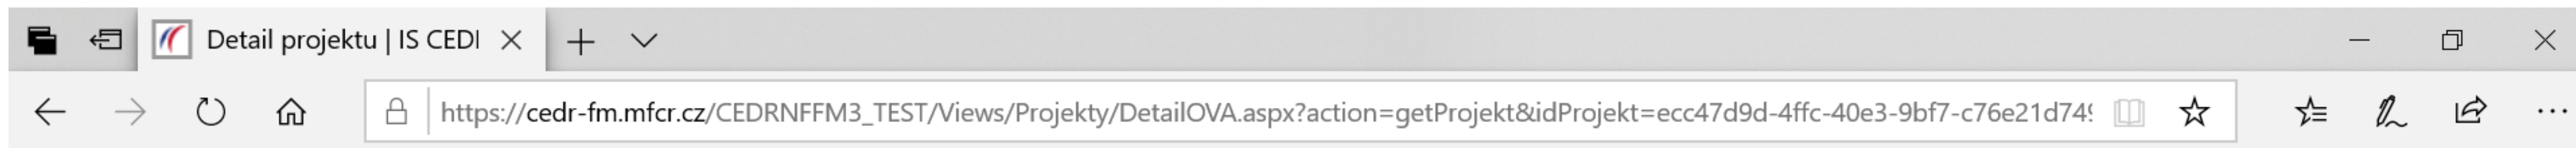 Detail projektu | IS CEDI
https://cedr-fm.mfcr.cz/CEDRNFFM3_TEST/Views/Projekty/DetailOVA.aspx?action=getProjekt&idProjekt=ecc47d9d-4ffc-40e3-9bf7-c76e21d749